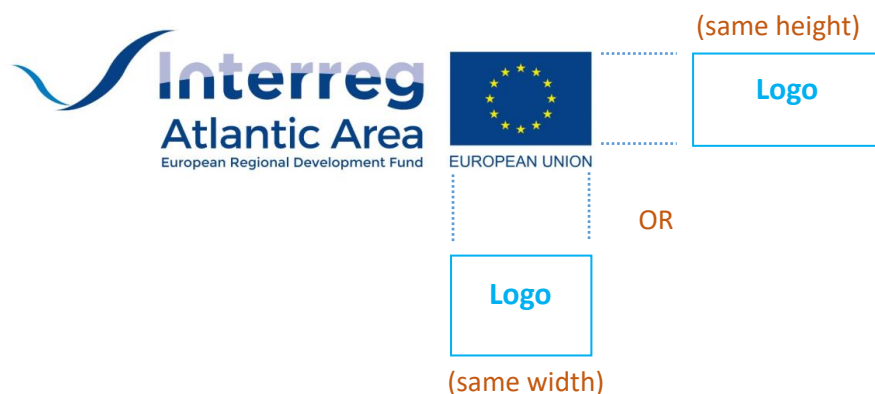 (same height)
Interreg
Logo
Atlantic Area
European Regional Development Fund
EUROPEAN UNION
OR
Logo
(same width)